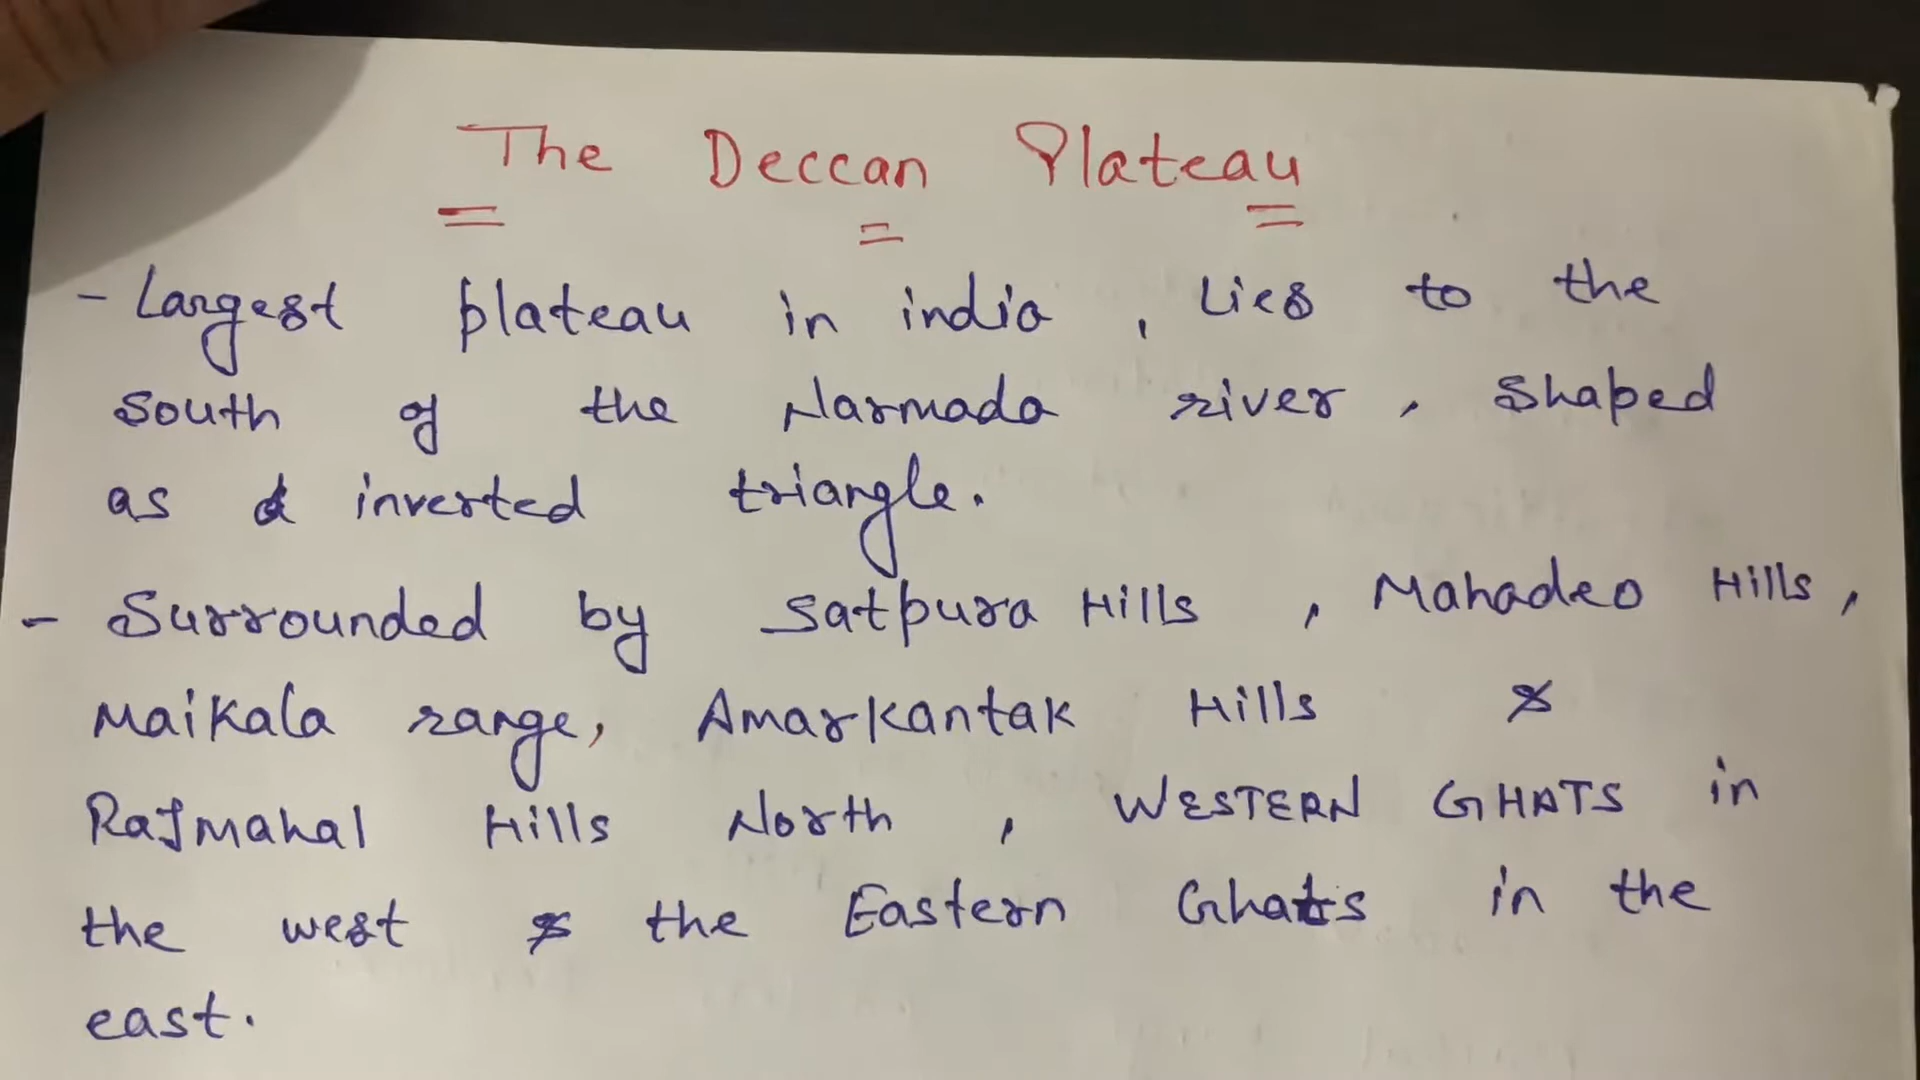 The Deccan Plateau
- Largest plateau in india , Lies to the
south of the Narmada river , shaped
as a inverted triangle.
- Surrounded by Satpura Hills , Mahadeo Hills,
Maikala range, Amarkantak Hills &
Rajmahal Hills North , WESTERN GHATS in
the west & the Eastern Ghats in the
east.